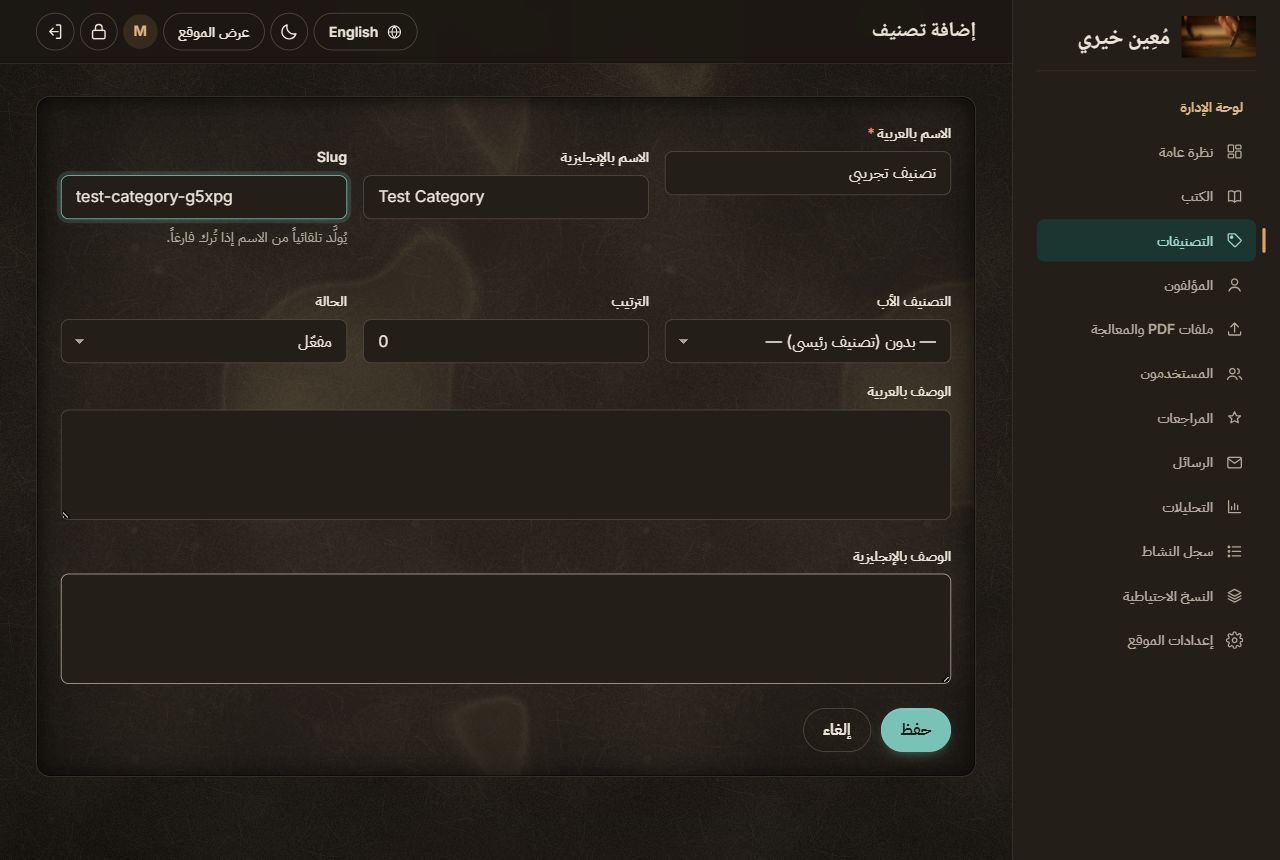 مُعِين خيري
لوحة الإدارة
نظرة عامة
الكتب
التصنيفات
المؤلفون
ملفات PDF والمعالجة
المستخدمون
المراجعات
الرسائل
التحليلات
سجل النشاط
النسخ الاحتياطية
إعدادات الموقع
إضافة تصنيف
English
عرض الموقع
M
الاسم بالعربية *
تصنيف تجريبي
الاسم بالإنجليزية
Test Category
Slug
test-category-g5xpg
يُولَّد تلقائياً من الاسم إذا تُرك فارغاً.
التصنيف الأب
— بدون (تصنيف رئيسي) —
الترتيب
0
الحالة
مفعّل
الوصف بالعربية
الوصف بالإنجليزية
حفظ
إلغاء